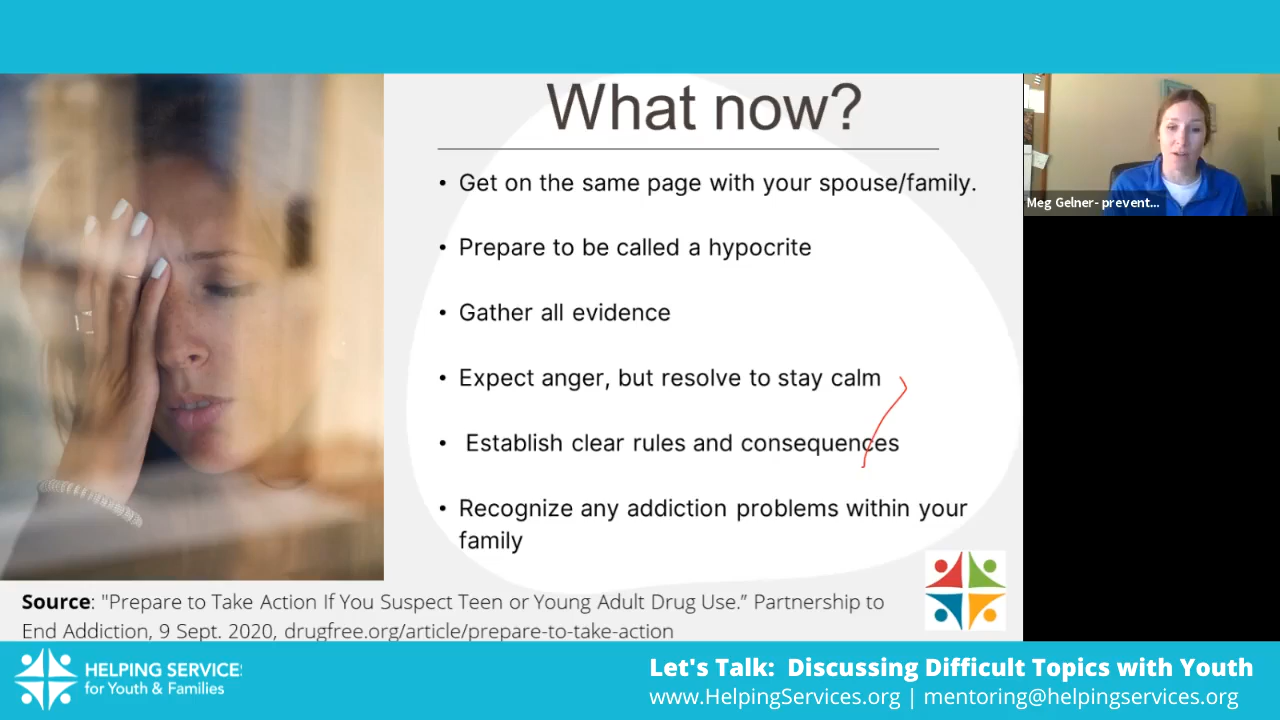 What now?
• Get on the same page with your spouse/family.
• Prepare to be called a hypocrite
• Gather all evidence
• Expect anger, but resolve to stay calm
• Establish clear rules and consequences
• Recognize any addiction problems within your
family
Meg Gelner- prevent...
Source: "Prepare to Take Action If You Suspect Teen or Young Adult Drug Use.” Partnership to
End Addiction, 9 Sept. 2020, drugfree.org/article/prepare-to-take-action
HELPING SERVICES
for Youth & Families
Let's Talk: Discussing Difficult Topics with Youth
www.HelpingServices.org | mentoring@helpingservices.org